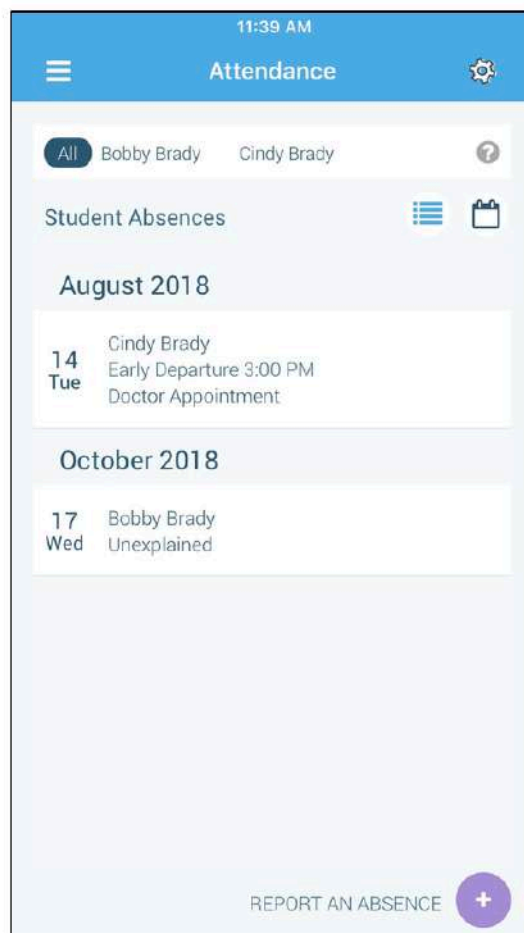 11:39 AM
Attendance
All Bobby Brady Cindy Brady ?
Student Absences
August 2018
14
Tue
Cindy Brady
Early Departure 3:00 PM
Doctor Appointment
October 2018
17
Wed
Bobby Brady
Unexplained
REPORT AN ABSENCE +